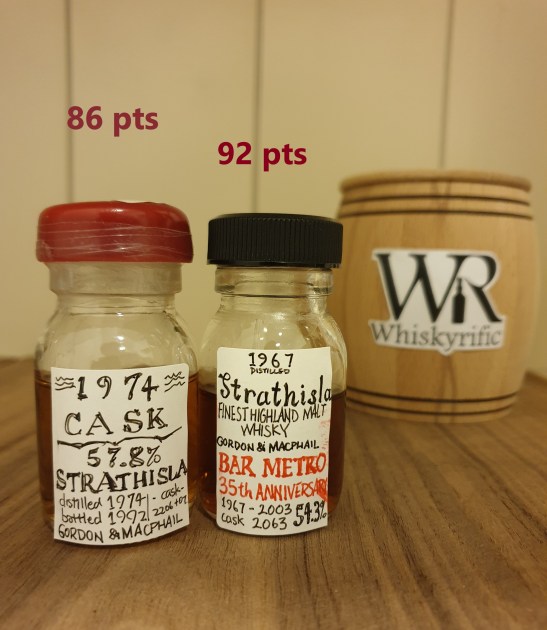 86 pts
92 pts
1974
CASK
57.8%
STRATHISLA
distilled 1974
bottled 1992
- cask-
2206+07
GORDON & MACPHAIL
1967
DISTILLED
Strathisla
FINEST HIGHLAND MALT
WHISKY
GORDON & MACPHAIL
BAR METRO
35th ANNIVERSARY
1967 - 2003
cask 2063
54.3%
WR
Whiskyrific